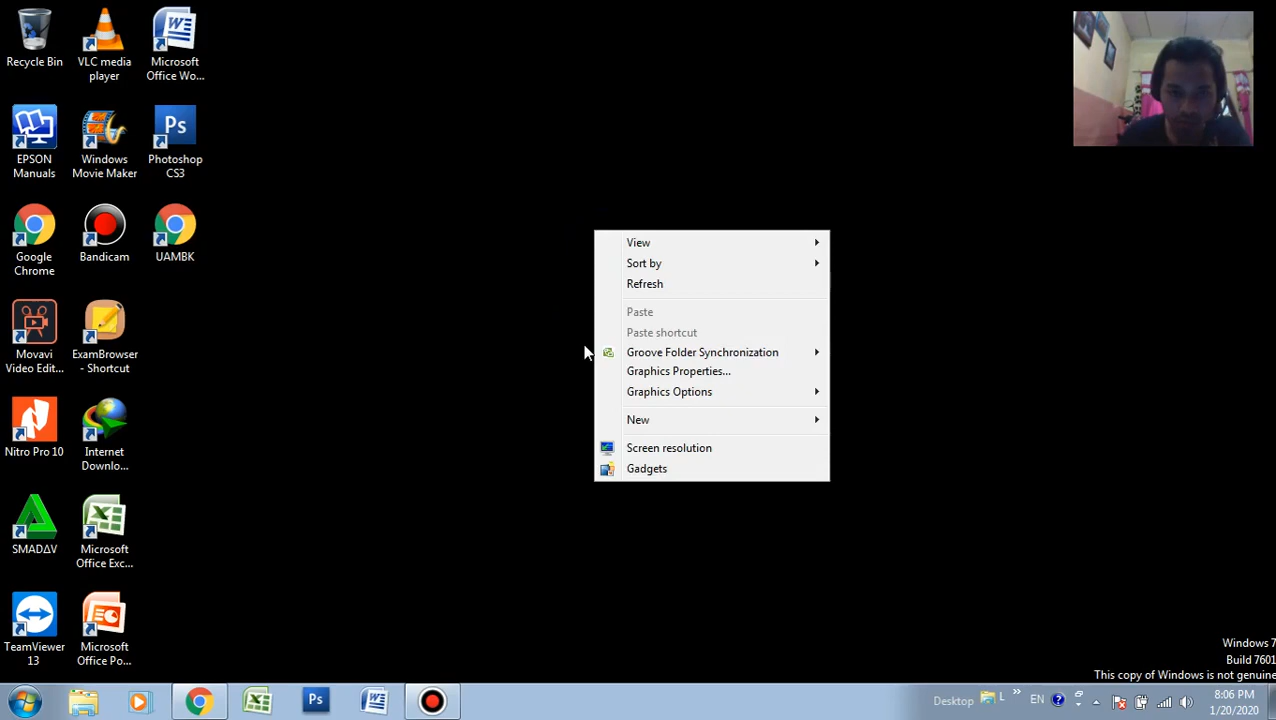 Recycle Bin
VLC media
player
Microsoft
Office Wo...
EPSON
Manuals
Windows
Movie Maker
Photoshop
CS3
Google
Chrome
Bandicam
UAMBK
Movavi
Video Edit...
ExamBrowser
- Shortcut
Nitro Pro 10
Internet
Downlo...
SMADΔV
Microsoft
Office Exc...
TeamViewer
13
Microsoft
Office Po...
View
Sort by
Refresh
Paste
Paste shortcut
Groove Folder Synchronization
Graphics Properties...
Graphics Options
New
Screen resolution
Gadgets
Windows 7
Build 7601
This copy of Windows is not genuine
Desktop
EN
8:06 PM
1/20/2020